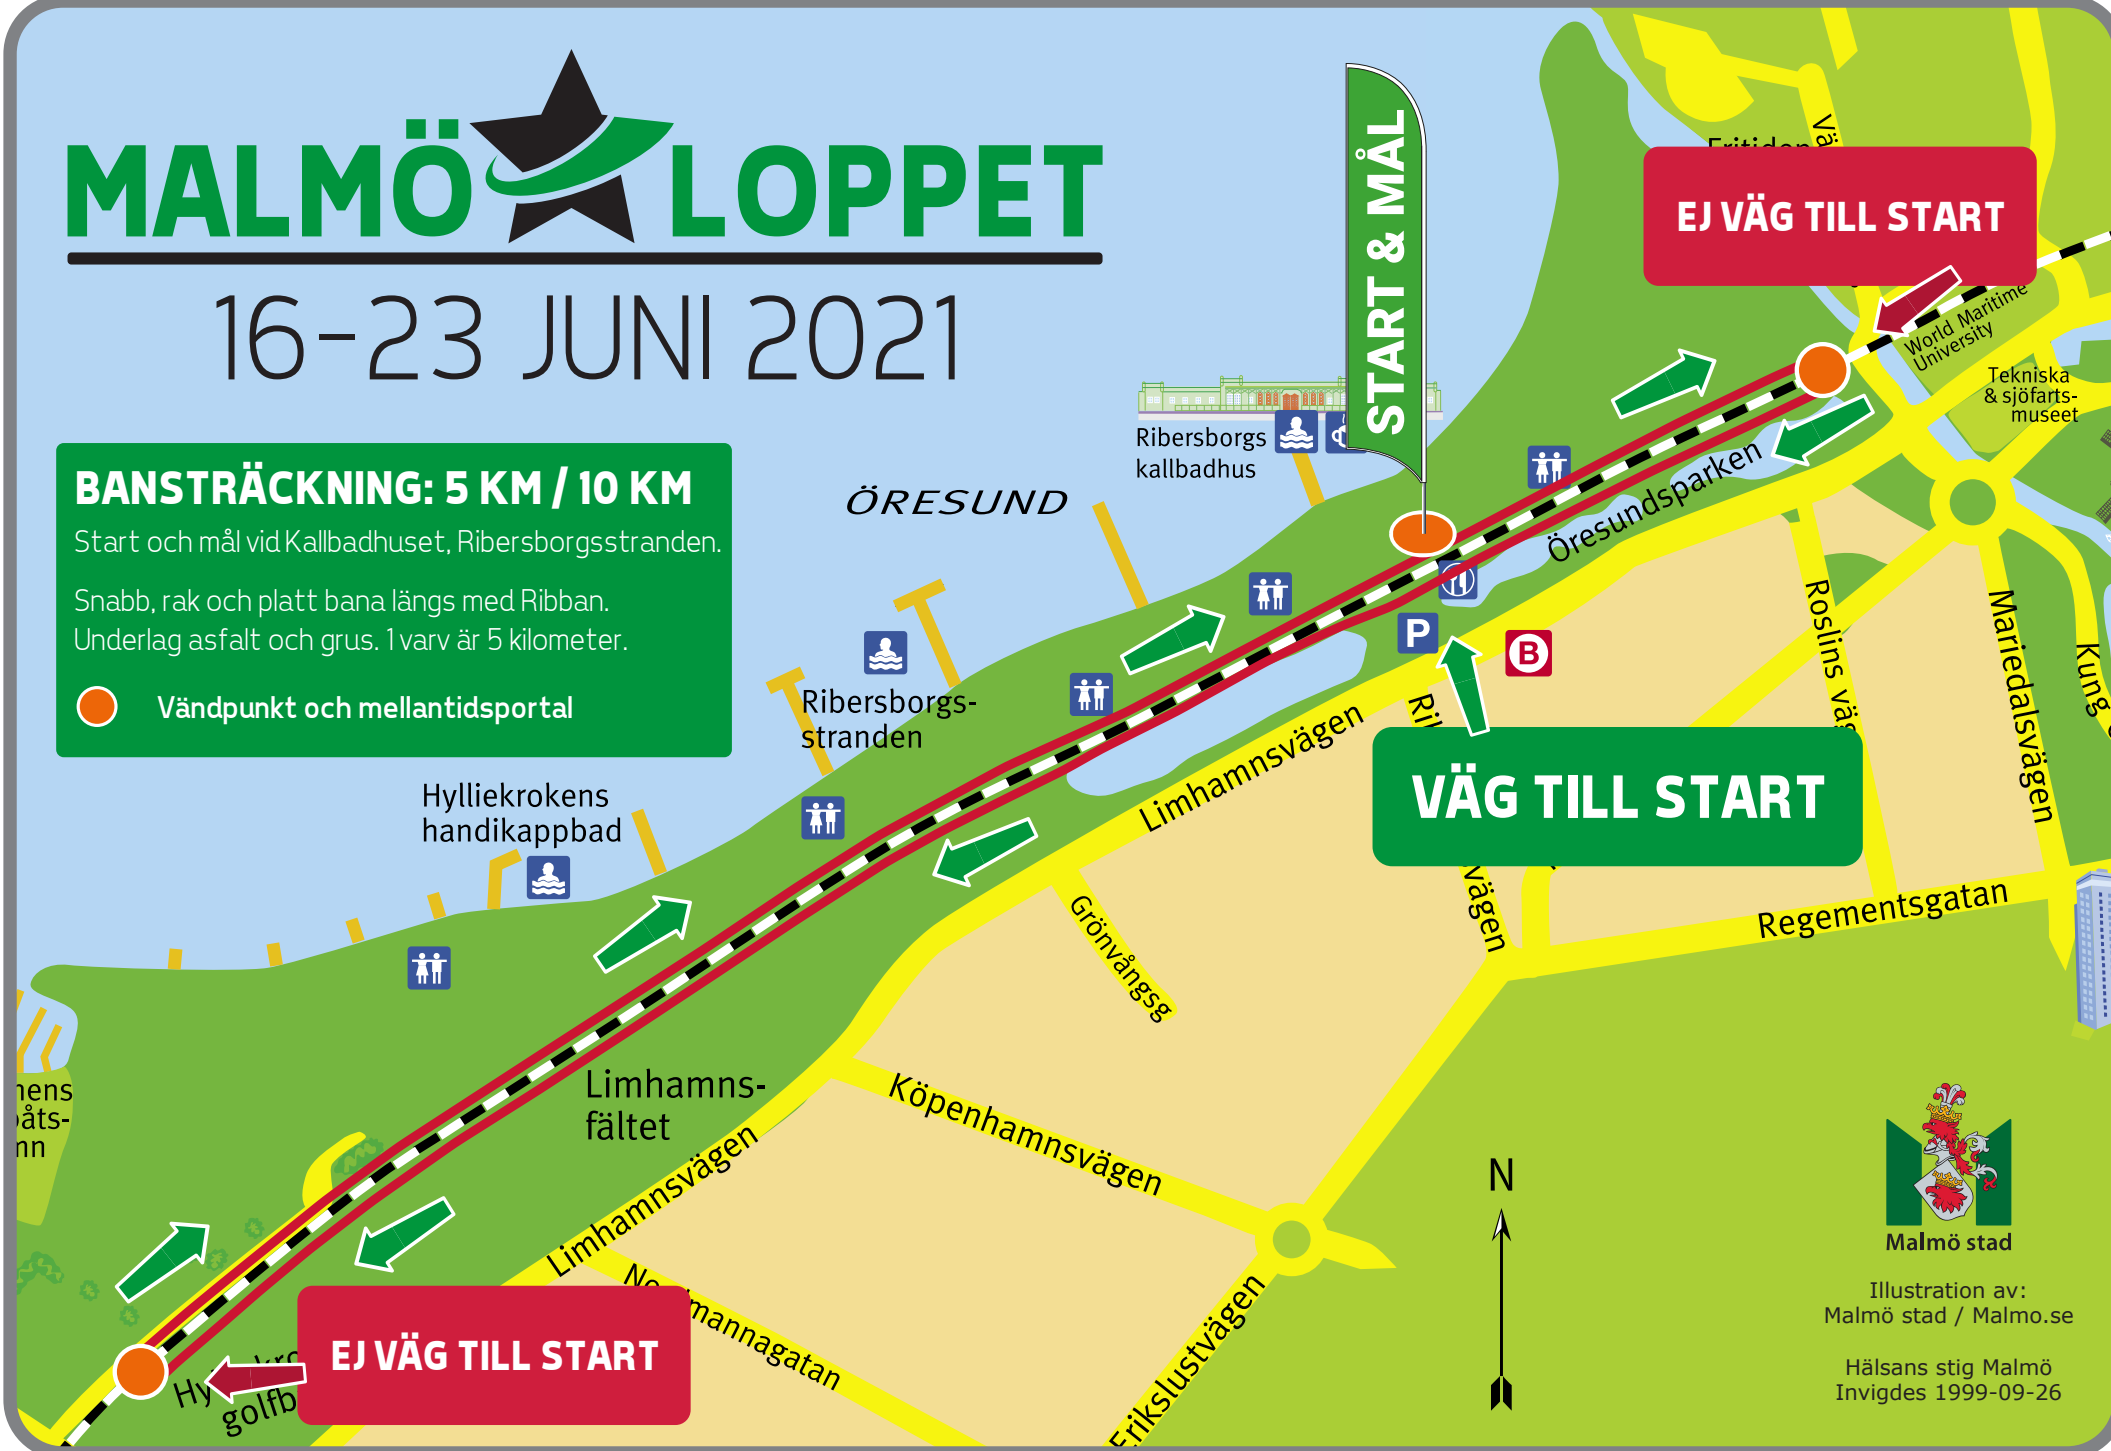 MALMÖ LOPPET
16-23 JUNI 2021
BANSTRÄCKNING: 5 KM / 10 KM
Start och mål vid Kallbadhuset, Ribersborgsstranden.
Snabb, rak och platt bana längs med Ribban.
Underlag asfalt och grus. 1 varv är 5 kilometer.
Vändpunkt och mellantidsportal
START & MÅL
EJ VÄG TILL START
World Maritime
University
Tekniska
& sjöfarts-
museet
Ribersborgs
kallbadhus
ÖRESUND
Öresundsparken
Ribersborgs-
stranden
Hylliekrokens
handikappbad
P
B
VÄG TILL START
Limhamnsvägen
Roslins väg
Mariedalsvägen
Kung
vägen
Regementsgatan
Grönvångsg
Limhamns-
fältet
Köpenhamnsvägen
Limhamnsvägen
mannagatan
Erikslustvägen
EJ VÄG TILL START
N
Malmö stad
Illustration av:
Malmö stad / Malmo.se
Hälsans stig Malmö
Invigdes 1999-09-26